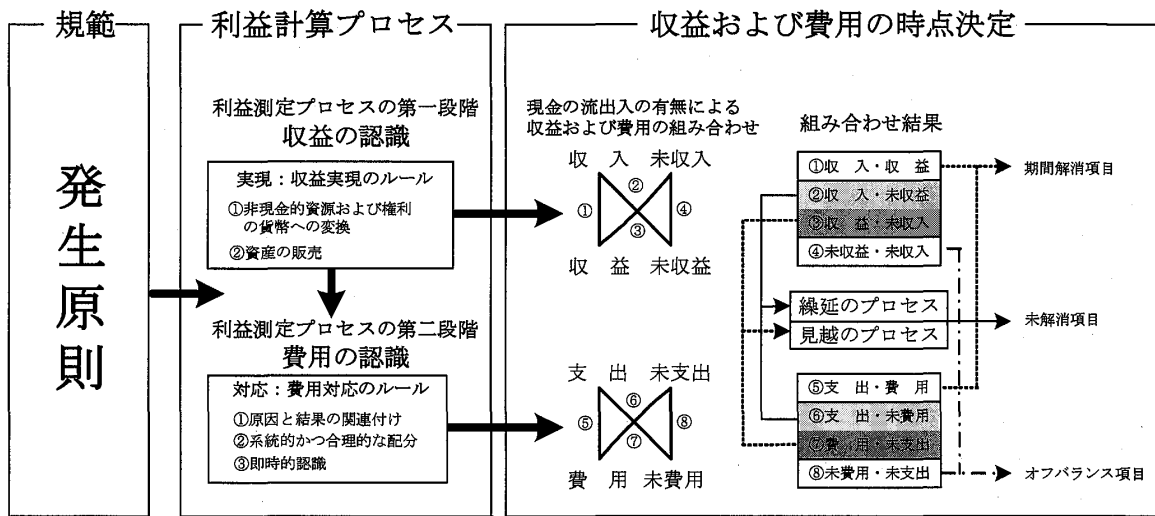 規範
発生原則
利益計算プロセス
利益測定プロセスの第一段階
収益の認識
実現：収益実現のルール
①非現金的資源および権利
の貨幣への変換
②資産の販売
利益測定プロセスの第二段階
費用の認識
対応：費用対応のルール
①原因と結果の関連付け
②系統的かつ合理的な配分
③即時的認識
収益および費用の時点決定
現金の流出入の有無による
収益および費用の組み合わせ
収 入 未収入
②
① ④
③
収 益 未収益
支 出 未支出
⑥
⑤ ⑧
⑦
費 用 未費用
組み合わせ結果
①収 入・収 益
②収 入・未収益
③収 益・未収入
④未収益・未収入
繰延のプロセス
見越のプロセス
⑤支 出・費 用
⑥支 出・未費用
⑦費 用・未支出
⑧未費用・未支出
期間解消項目
未解消項目
オフバランス項目